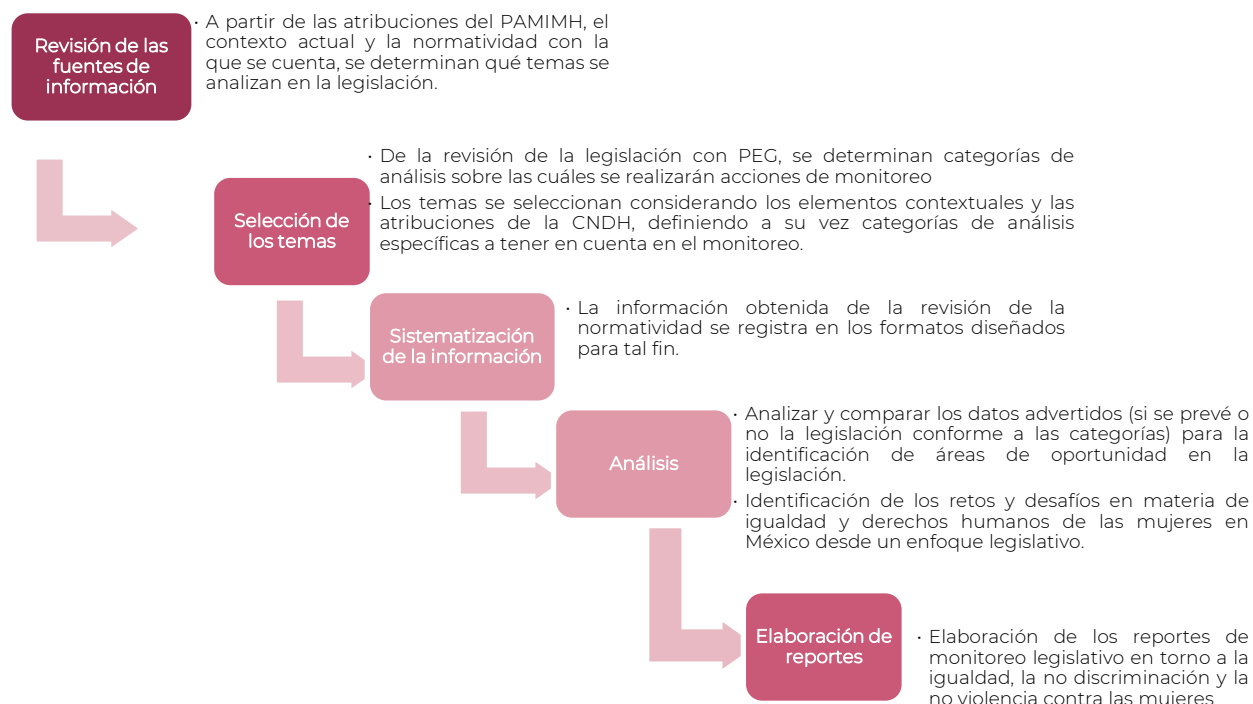 Revisión de las
fuentes de
información
· A partir de las atribuciones del PAMIMH, el
contexto actual y la normatividad con la
que se cuenta, se determinan qué temas se
analizan en la legislación.
Selección de
los temas
· De la revisión de la legislación con PEG, se determinan categorías de
análisis sobre las cuáles se realizarán acciones de monitoreo
· Los temas se seleccionan considerando los elementos contextuales y las
atribuciones de la CNDH, definiendo a su vez categorías de análisis
específicas a tener en cuenta en el monitoreo.
Sistematización
de la información
· La información obtenida de la revisión de la
normatividad se registra en los formatos diseñados
para tal fin.
Análisis
· Analizar y comparar los datos advertidos (si se prevé o
no la legislación conforme a las categorías) para la
identificación de áreas de oportunidad en la
legislación.
· Identificación de los retos y desafíos en materia de
igualdad y derechos humanos de las mujeres en
México desde un enfoque legislativo.
Elaboración de
reportes
· Elaboración de los reportes de
monitoreo legislativo en torno a la
igualdad, la no discriminación y la
no violencia contra las mujeres